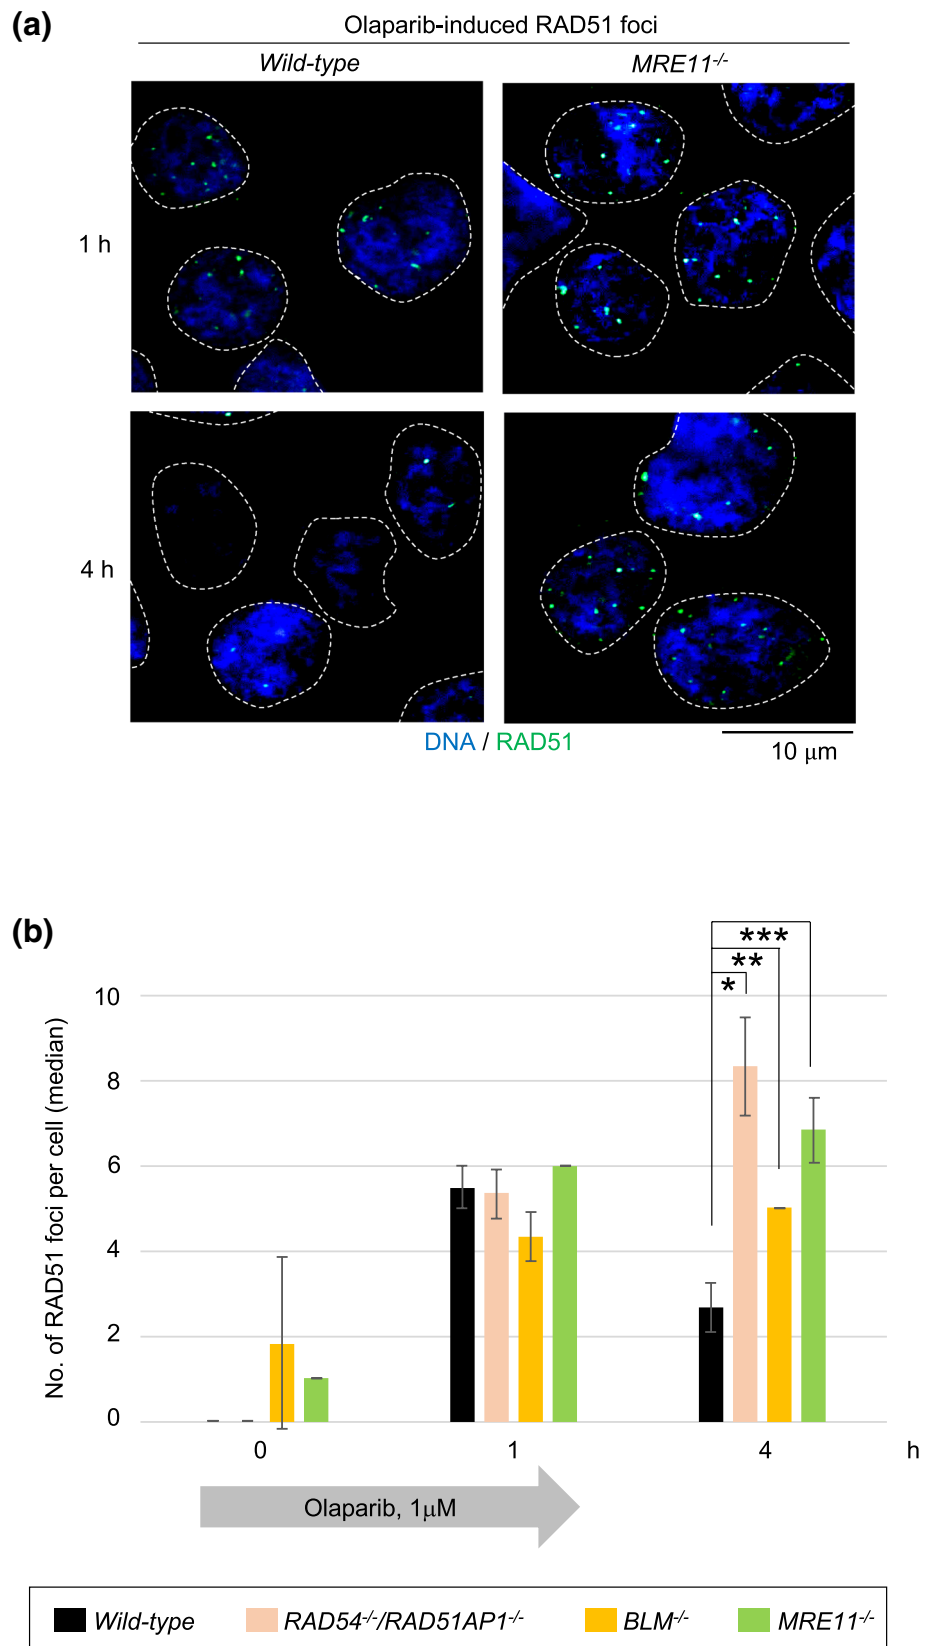 (a)
Olaparib-induced RAD51 foci
Wild-type MRE11-/-
1 h
4 h
DNA / RAD51
10 μm
(b)
***
**
*
No. of RAD51 foci per cell (median)
10
8
6
4
2
0
0 1 4 h
Olaparib, 1μM
Wild-type RAD54-/-/RAD51AP1-/- BLM-/- MRE11-/-